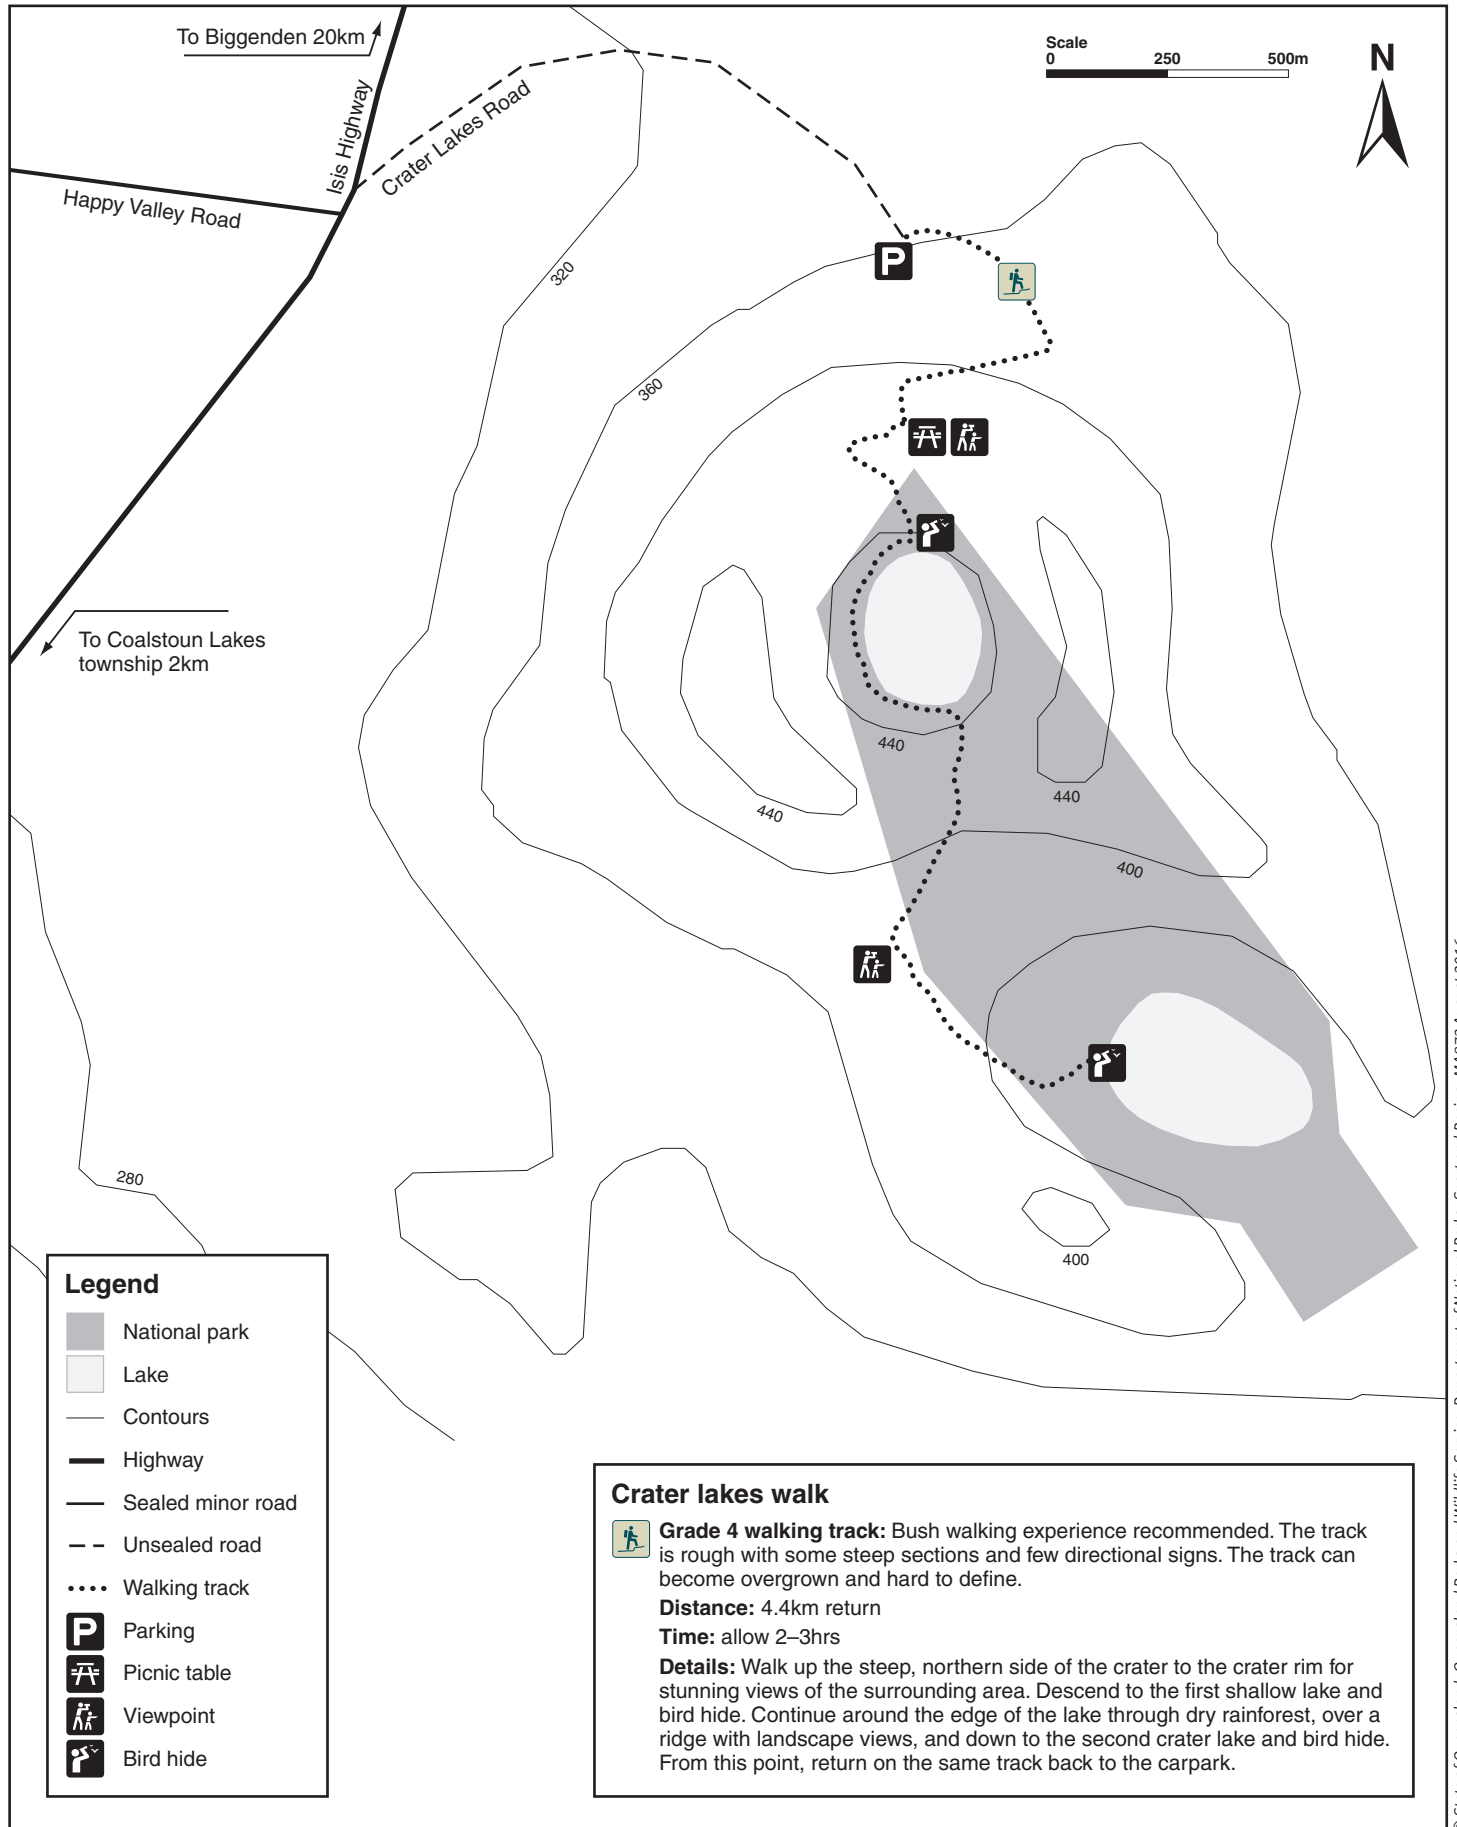 To Biggenden 20km
Scale
0 250 500m
N
Isis Highway
Crater Lakes Road
Happy Valley Road
P
320
360
To Coalstoun Lakes
township 2km
440
440
440
400
280
400
Legend
National park
Lake
Contours
Highway
Sealed minor road
Unsealed road
Walking track
P Parking
Picnic table
Viewpoint
Bird hide
Crater lakes walk
Grade 4 walking track: Bush walking experience recommended. The track
is rough with some steep sections and few directional signs. The track can
become overgrown and hard to define.
Distance: 4.4km return
Time: allow 2–3hrs
Details: Walk up the steep, northern side of the crater to the crater rim for
stunning views of the surrounding area. Descend to the first shallow lake and
bird hide. Continue around the edge of the lake through dry rainforest, over a
ridge with landscape views, and down to the second crater lake and bird hide.
From this point, return on the same track back to the carpark.